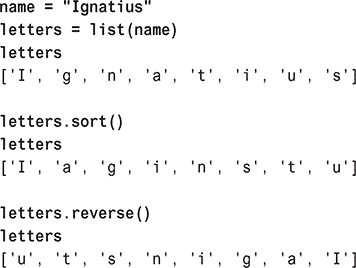 name = "Ignatius"
letters = list(name)
letters
['I', 'g', 'n', 'a', 't', 'i', 'u', 's']
letters.sort()
letters
['I', 'a', 'g', 'i', 'n', 's', 't', 'u']
letters.reverse()
letters
['u', 't', 's', 'n', 'i', 'g', 'a', 'I']